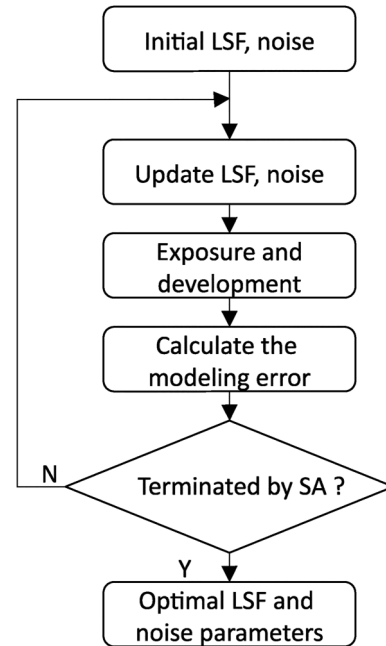 Initial LSF, noise
Update LSF, noise
Exposure and
development
Calculate the
modeling error
N
Terminated by SA ?
Y
Optimal LSF and
noise parameters